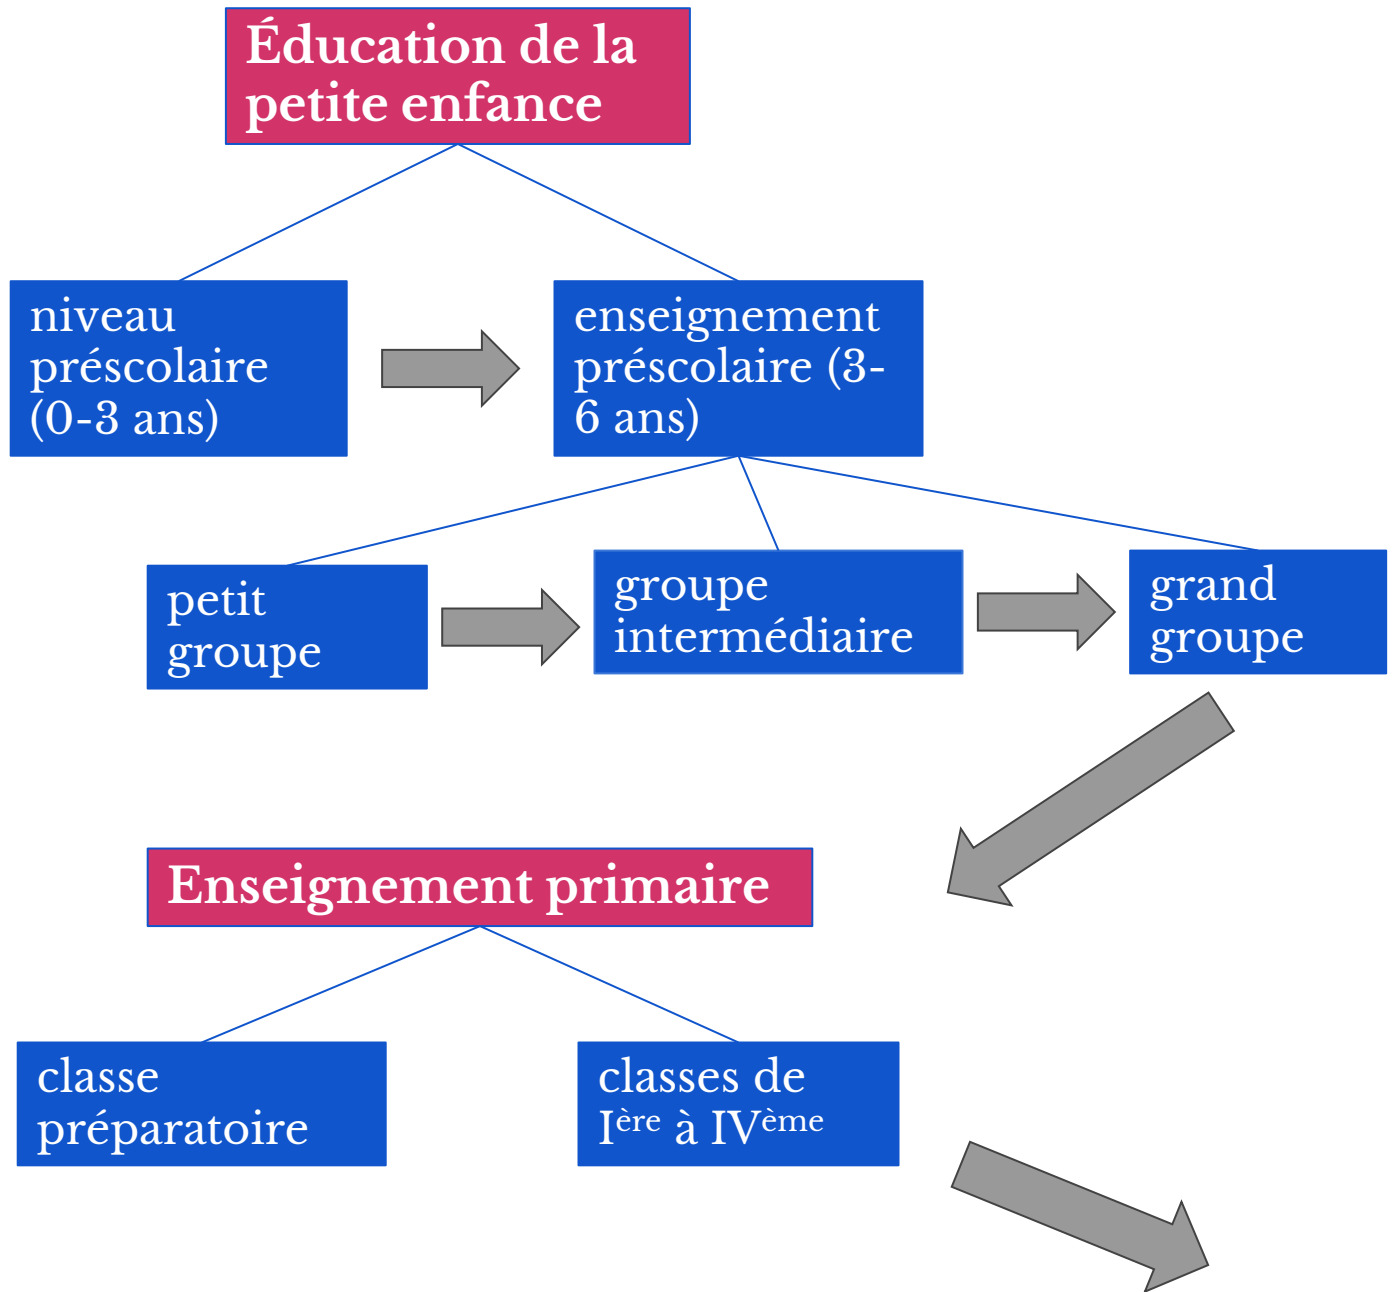 Éducation de la
petite enfance
niveau
préscolaire
(0-3 ans)
enseignement
préscolaire (3-
6 ans)
petit
groupe
groupe
intermédiaire
grand
groupe
Enseignement primaire
classe
préparatoire
classes de
Ière à IVème